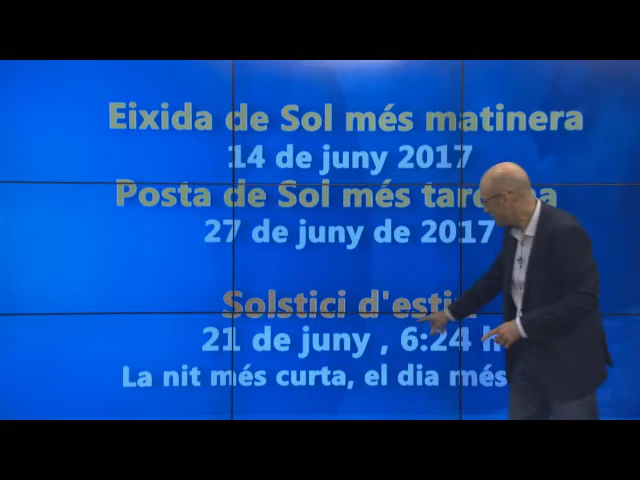 Eixida de Sol més matinera
14 de juny 2017
Posta de Sol més
27 de juny de 2017
Solstici d'estiu
21 de juny , 6:24 h
La nit més curta, el dia més